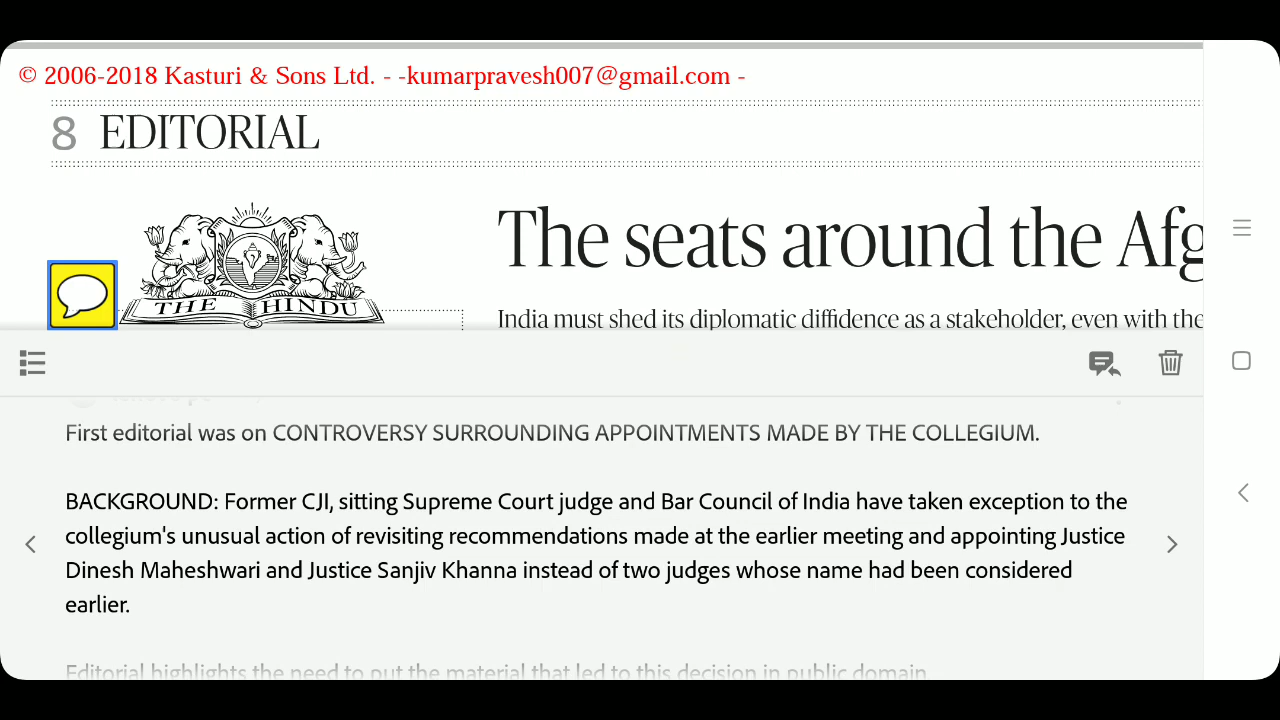 © 2006-2018 Kasturi & Sons Ltd. - -kumarpravesh007@gmail.com -
8 EDITORIAL
The seats around the Afg
THE HINDU
India must shed its diplomatic diffidence as a stakeholder, even with the
First editorial was on CONTROVERSY SURROUNDING APPOINTMENTS MADE BY THE COLLEGIUM.
BACKGROUND: Former CJI, sitting Supreme Court judge and Bar Council of India have taken exception to the
collegium's unusual action of revisiting recommendations made at the earlier meeting and appointing Justice
Dinesh Maheshwari and Justice Sanjiv Khanna instead of two judges whose name had been considered
earlier.
Editorial highlights the need to put the material that led to this decision in public domain